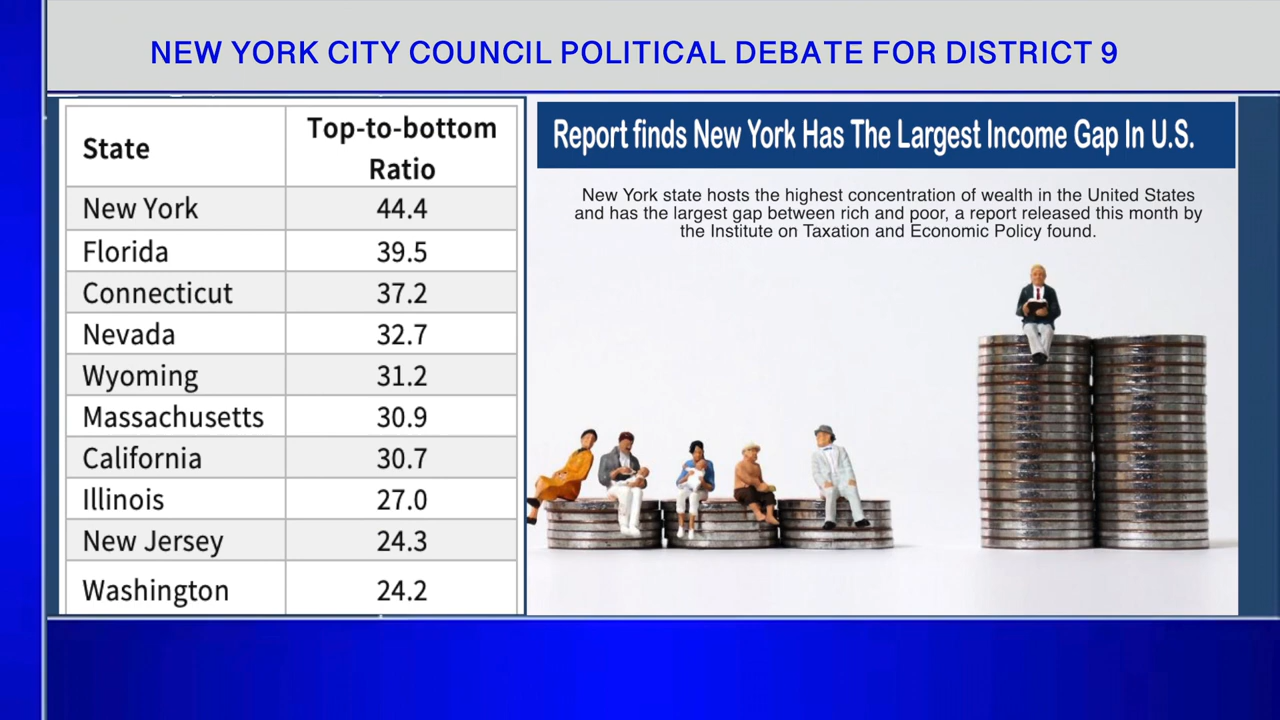 NEW YORK CITY COUNCIL POLITICAL DEBATE FOR DISTRICT 9
State Top-to-bottom Ratio
New York 44.4
Florida 39.5
Connecticut 37.2
Nevada 32.7
Wyoming 31.2
Massachusetts 30.9
California 30.7
Illinois 27.0
New Jersey 24.3
Washington 24.2
Report finds New York Has The Largest Income Gap In U.S.
New York state hosts the highest concentration of wealth in the United States
and has the largest gap between rich and poor, a report released this month by
the Institute on Taxation and Economic Policy found.